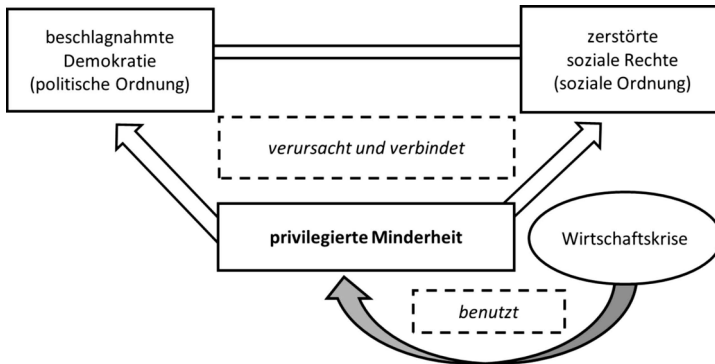 beschlagnahmte
Demokratie
(politische Ordnung)
zerstörte
soziale Rechte
(soziale Ordnung)
verursacht und verbindet
privilegierte Minderheit
Wirtschaftskrise
benutzt